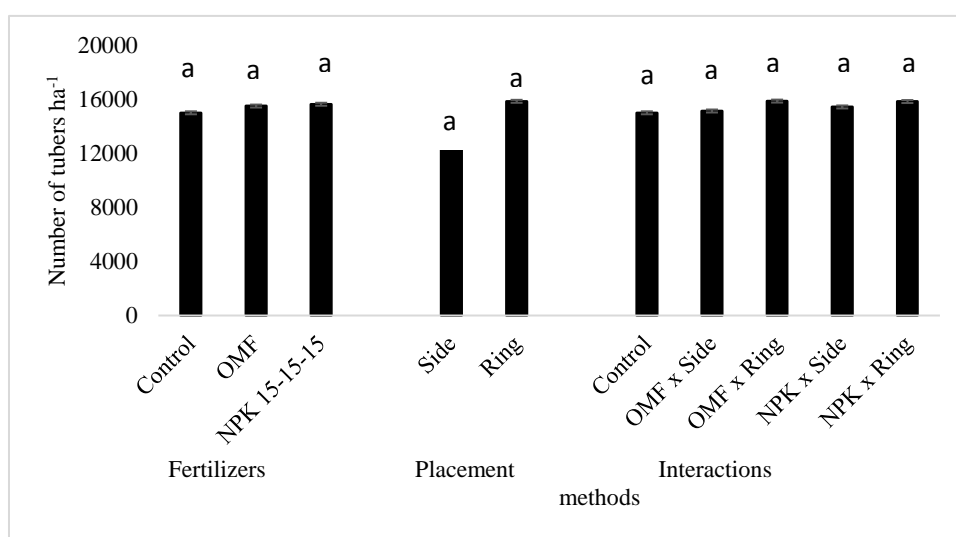 Number of tubers ha⁻¹
20000
16000
12000
8000
4000
0
a a a a a a a a a a
Control OMF NPK 15-15-15 Side Ring Control OMF x Side OMF x Ring NPK x Side NPK x Ring
Fertilizers Placement Interactions
methods